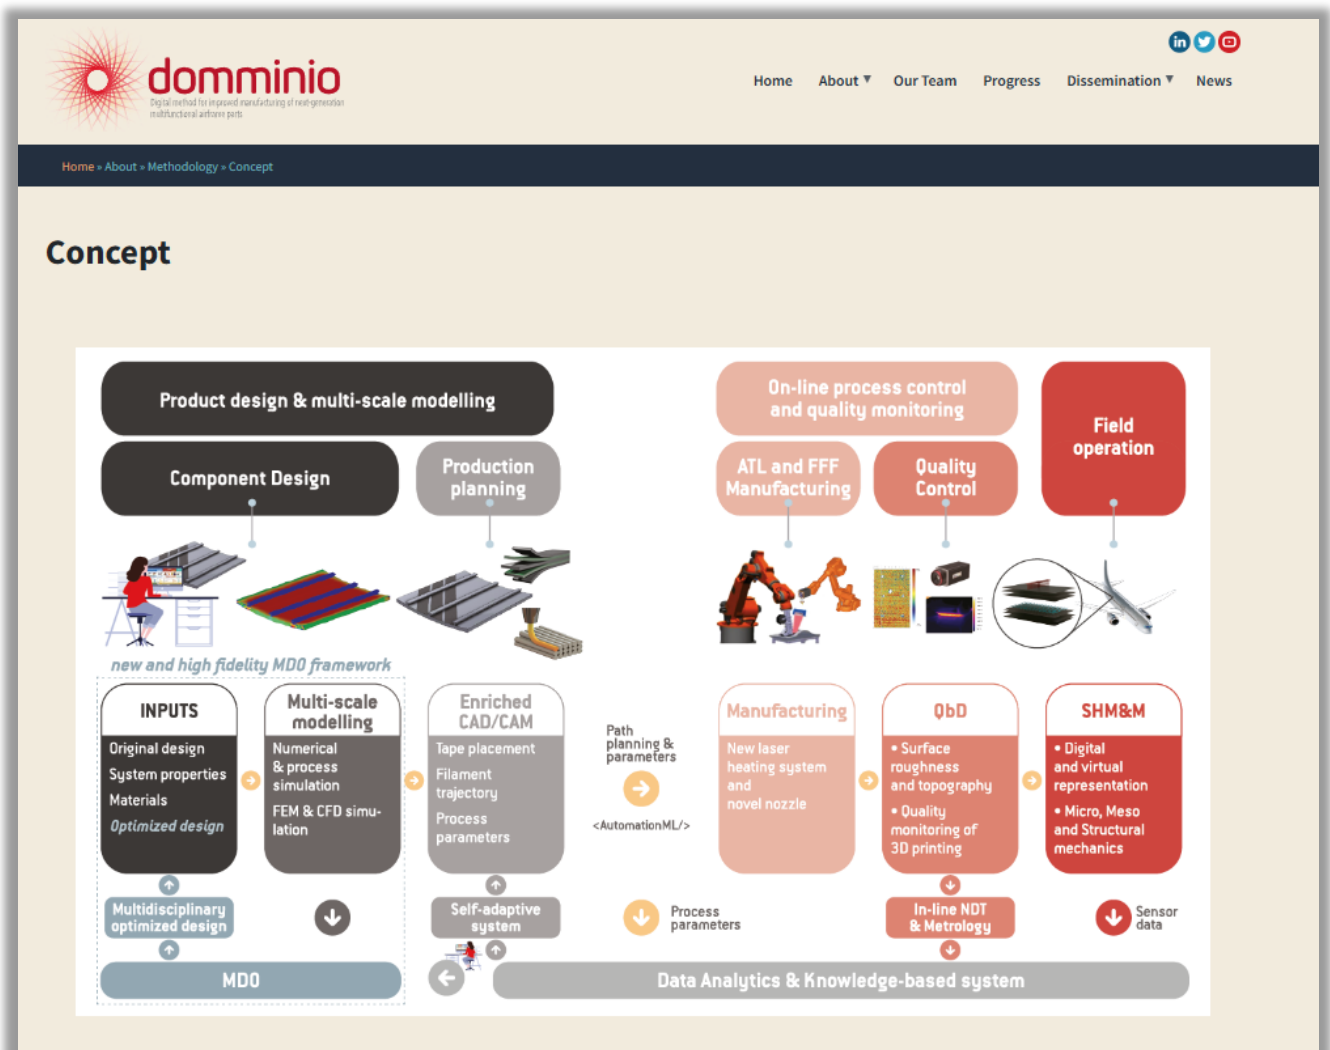 domminio
Digital method for improved manufacturing of next-generation
multifunctional airframe parts
Home About Our Team Progress Dissemination News
Home » About » Methodology » Concept
Concept
Product design & multi-scale modelling
Component Design
Production
planning
On-line process control
and quality monitoring
ATL and FFF
Manufacturing
Quality
Control
Field
operation
new and high fidelity MDO framework
INPUTS
Original design
System properties
Materials
Optimized design
Multi-scale
modelling
Numerical
& process
simulation
FEM & CFD simu-
lation
Enriched
CAD/CAM
Tape placement
Filament
trajectory
Process
parameters
Path
planning &
parameters
<AutomationML/>
Manufacturing
New laser
heating system
and
novel nozzle
QbD
• Surface
roughness
and topography
• Quality
monitoring of
3D printing
SHM&M
• Digital
and virtual
representation
• Micro, Meso
and Structural
mechanics
Multidisciplinary
optimized design
Self-adaptive
system
Process
parameters
In-line NDT
& Metrology
Sensor
data
MDO
Data Analytics & Knowledge-based system